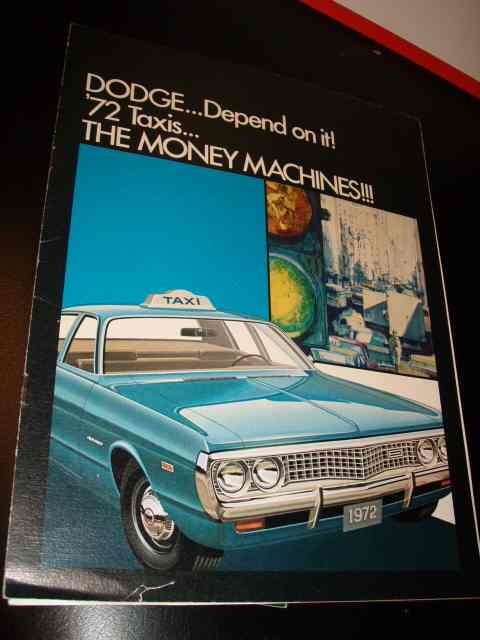 DODGE...Depend on it!
'72 Taxis...
THE MONEY MACHINES!!!
TAXI
1972